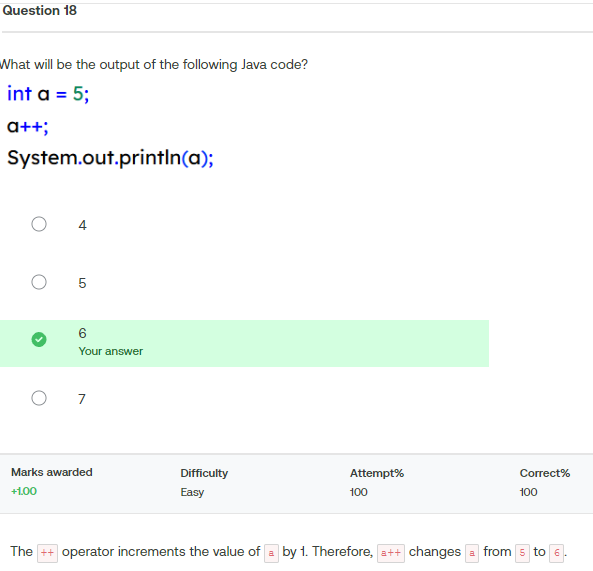 Question 18
What will be the output of the following Java code?
int a = 5;
a++;
System.out.println(a);
4
5
6
Your answer
7
Marks awarded Difficulty Attempt% Correct%
+1.00 Easy 100 100
The ++ operator increments the value of a by 1. Therefore, a++ changes a from 5 to 6.